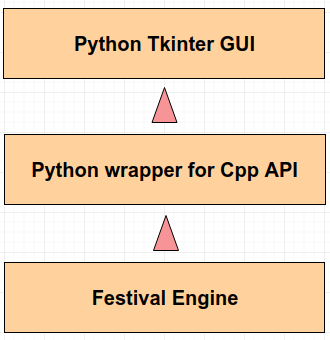 Python Tkinter GUI
Python wrapper for Cpp API
Festival Engine